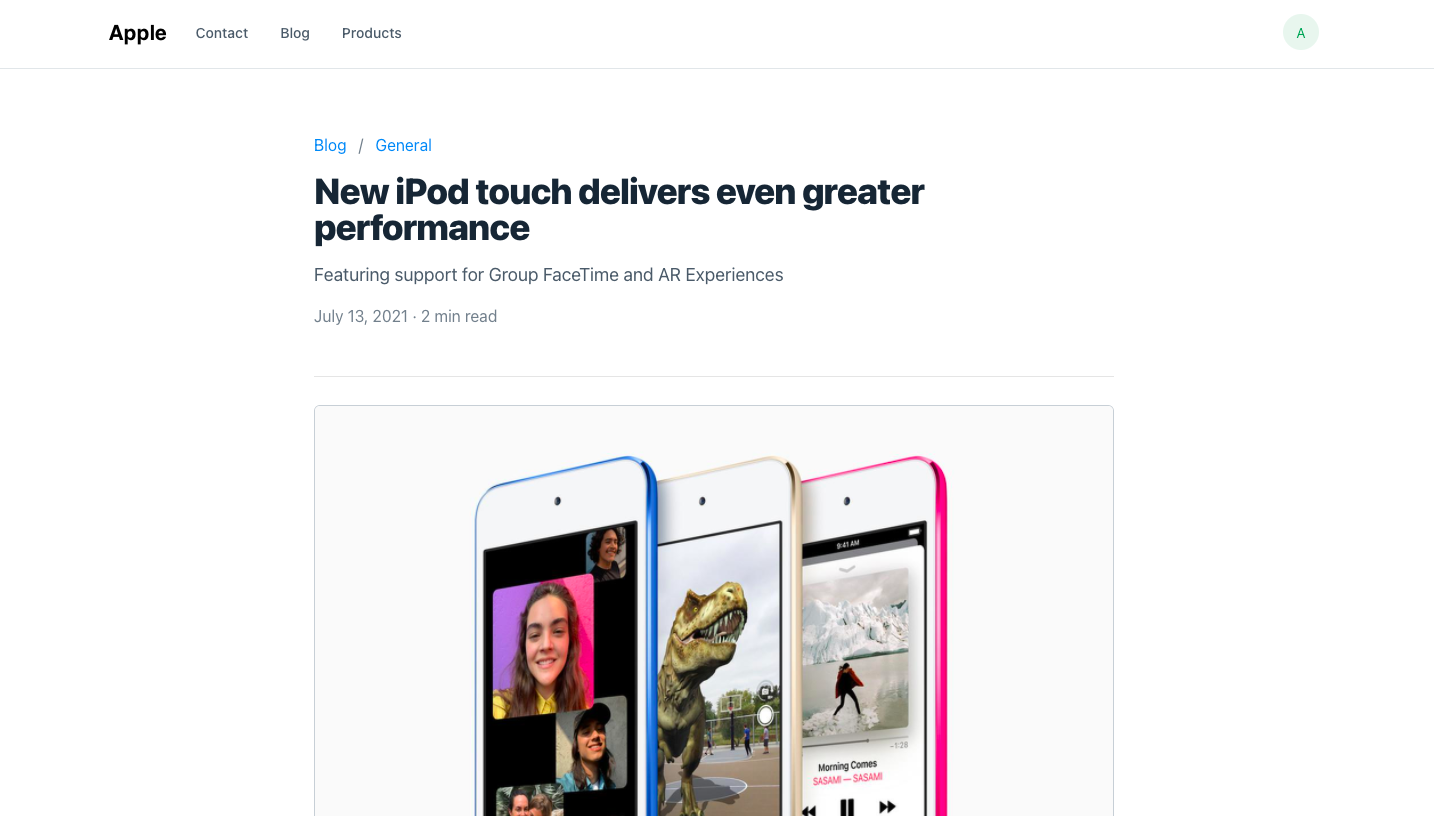 Apple Contact Blog Products A
Blog / General
New iPod touch delivers even greater
performance
Featuring support for Group FaceTime and AR Experiences
July 13, 2021 · 2 min read
9:41 AM
-1:28
Morning Comes
SASAMI — SASAMI